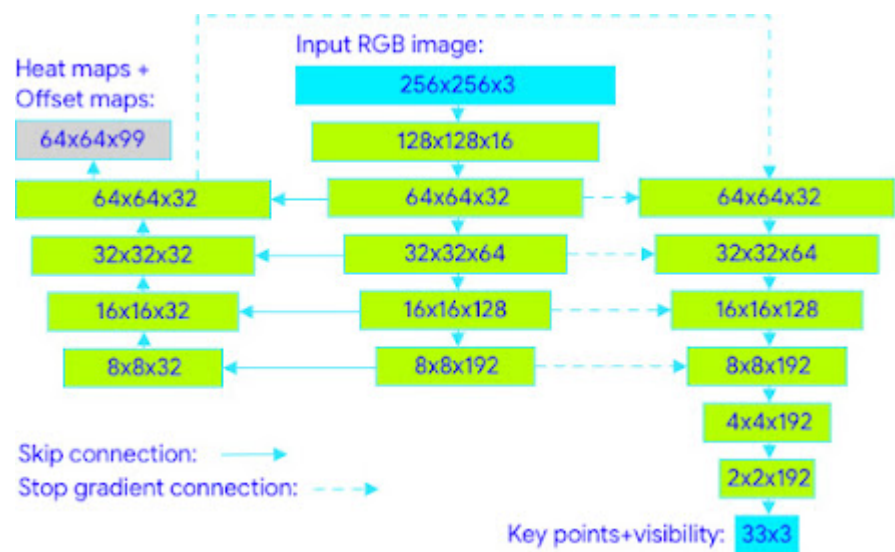 Input RGB image:
256x256x3
Heat maps +
Offset maps:
64x64x99
128x128x16
64x64x32
64x64x32
64x64x32
32x32x32
32x32x64
32x32x64
16x16x32
16x16x128
16x16x128
8x8x32
8x8x192
8x8x192
4x4x192
2x2x192
Skip connection:
Stop gradient connection:
Key points+visibility:
33x3